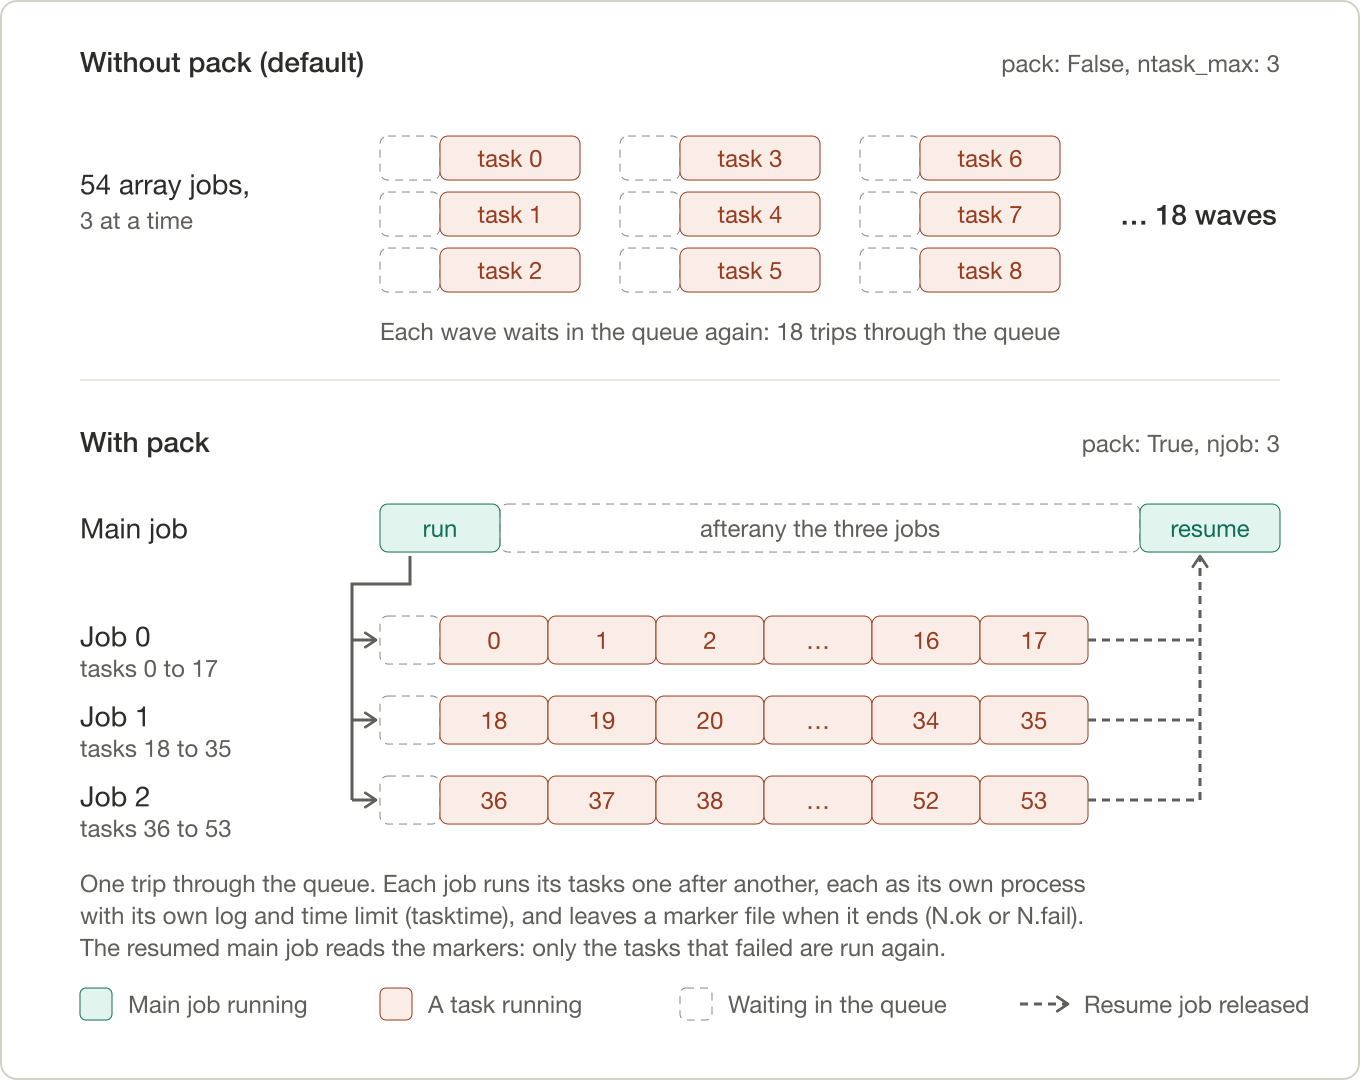 Without pack (default)
pack: False, ntask_max: 3
54 array jobs,
3 at a time
task 0
task 3
task 6
task 1
task 4
task 7
task 2
task 5
task 8
... 18 waves
Each wave waits in the queue again: 18 trips through the queue
With pack
pack: True, njob: 3
Main job
run
afterany the three jobs
resume
Job 0
tasks 0 to 17
0 1 2 ... 16 17
Job 1
tasks 18 to 35
18 19 20 ... 34 35
Job 2
tasks 36 to 53
36 37 38 ... 52 53
One trip through the queue. Each job runs its tasks one after another, each as its own process
with its own log and time limit (tasktime), and leaves a marker file when it ends (N.ok or N.fail).
The resumed main job reads the markers: only the tasks that failed are run again.
Main job running
A task running
Waiting in the queue
Resume job released